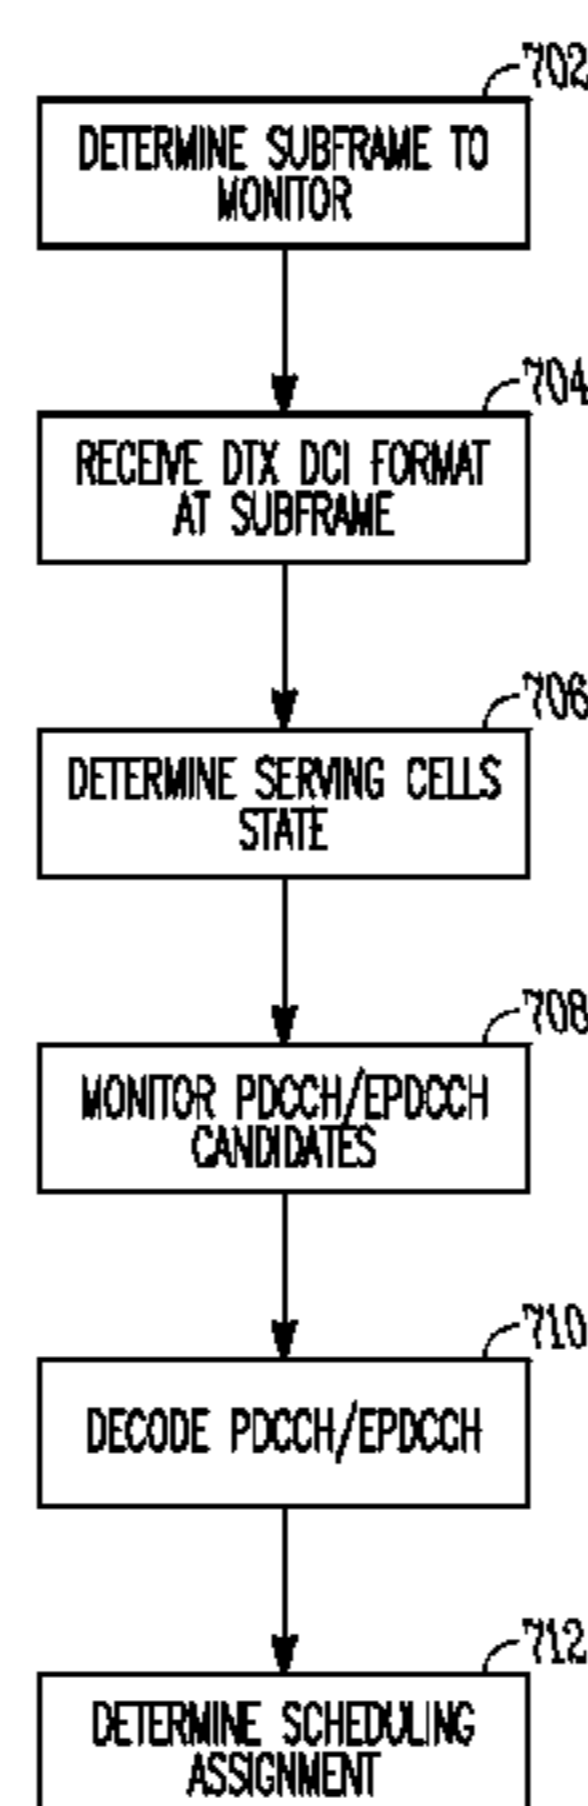 702
DETERMINE SUBFRAME TO
MONITOR
704
RECEIVE DTX DCI FORMAT
AT SUBFRAME
706
DETERMINE SERVING CELLS
STATE
708
MONITOR PDCCH/EPDCCH
CANDIDATES
710
DECODE PDCCH/EPDCCH
712
DETERMINE SCHEDULING
ASSIGNMENT